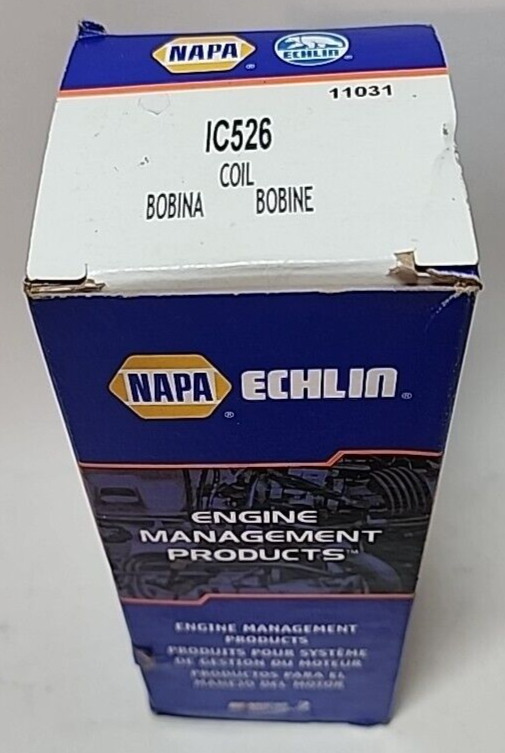 NAPA ® ECHLIN ®
11031
IC526
COIL
BOBINA BOBINE
NAPA ® ECHLIN ®
ENGINE
MANAGEMENT
PRODUCTS™
ENGINE MANAGEMENT
PRODUCTS
PRODUITS POUR SYSTÈME
DE GESTION DU MOTEUR
PRODUCTOS PARA EL
MANEJO DEL MOTOR